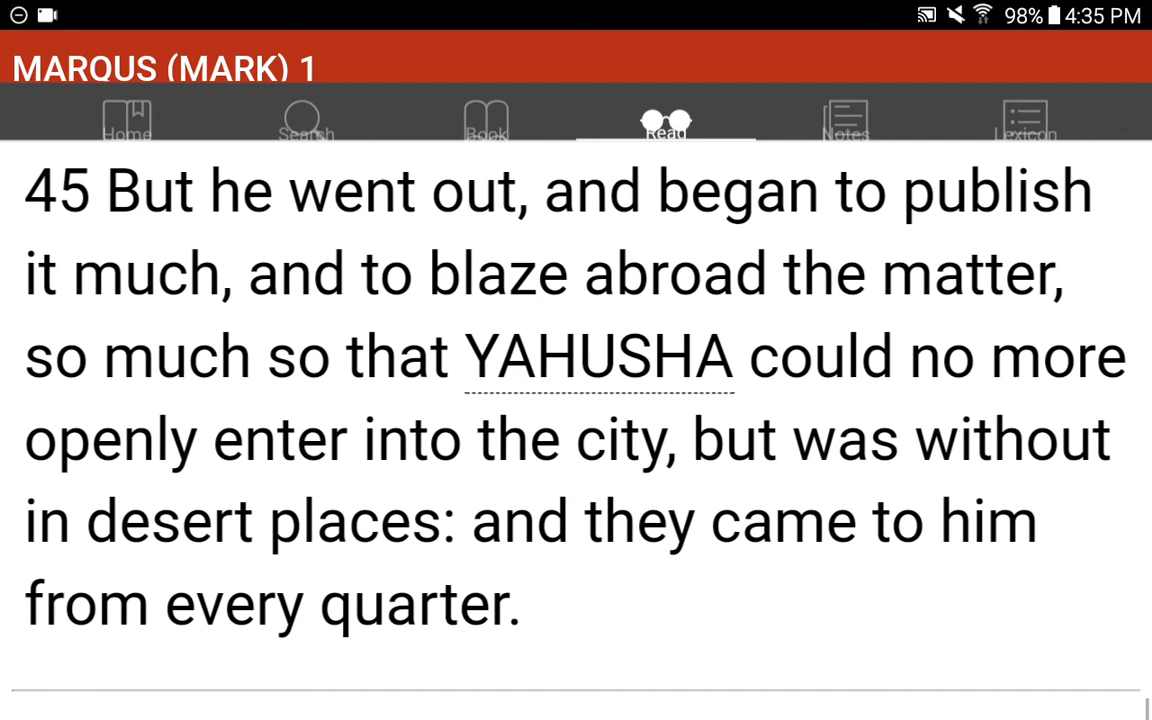 98% 4:35 PM
MARQUS (MARK) 1
Home Search Book Read Notes Lexicon
45 But he went out, and began to publish
it much, and to blaze abroad the matter,
so much so that YAHUSHA could no more
openly enter into the city, but was without
in desert places: and they came to him
from every quarter.